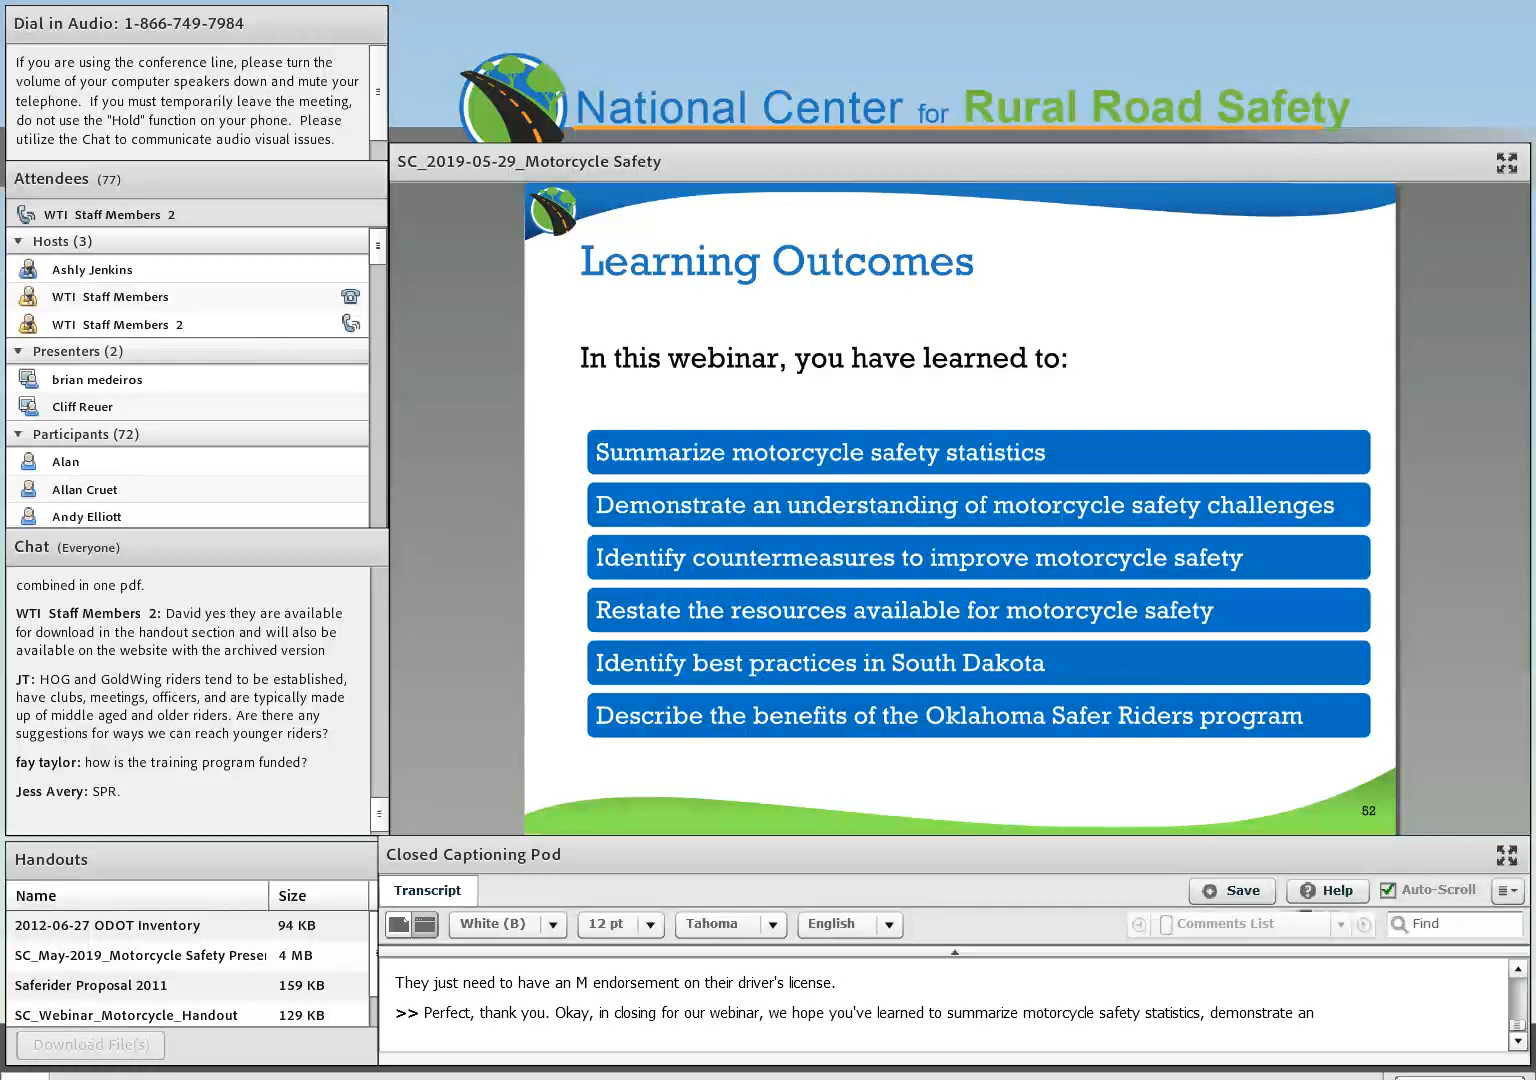 Dial in Audio: 1-866-749-7984
If you are using the conference line, please turn the
volume of your computer speakers down and mute your
telephone. If you must temporarily leave the meeting,
do not use the "Hold" function on your phone. Please
utilize the Chat to communicate audio visual issues.
National Center for Rural Road Safety
Attendees (77)
WTI Staff Members 2
Hosts (3)
Ashly Jenkins
WTI Staff Members
WTI Staff Members 2
Presenters (2)
brian medeiros
Cliff Reuer
Participants (72)
Alan
Allan Cruet
Andy Elliott
Chat (Everyone)
combined in one pdf.
WTI Staff Members 2: David yes they are available
for download in the handout section and will also be
available on the website with the archived version
JT: HOG and GoldWing riders tend to be established,
have clubs, meetings, officers, and are typically made
up of middle aged and older riders. Are there any
suggestions for ways we can reach younger riders?
fay taylor: how is the training program funded?
Jess Avery: SPR.
SC_2019-05-29_Motorcycle Safety
Learning Outcomes
In this webinar, you have learned to:
Summarize motorcycle safety statistics
Demonstrate an understanding of motorcycle safety challenges
Identify countermeasures to improve motorcycle safety
Restate the resources available for motorcycle safety
Identify best practices in South Dakota
Describe the benefits of the Oklahoma Safer Riders program
52
Handouts
Name Size
2012-06-27 ODOT Inventory 94 KB
SC_May-2019_Motorcycle Safety Preser 4 MB
Saferider Proposal 2011 159 KB
SC_Webinar_Motorcycle_Handout 129 KB
Download File(s)
Closed Captioning Pod
Transcript Save Help Auto-Scroll
White (B) 12 pt Tahoma English Comments List Find
They just need to have an M endorsement on their driver's license.
>> Perfect, thank you. Okay, in closing for our webinar, we hope you've learned to summarize motorcycle safety statistics, demonstrate an